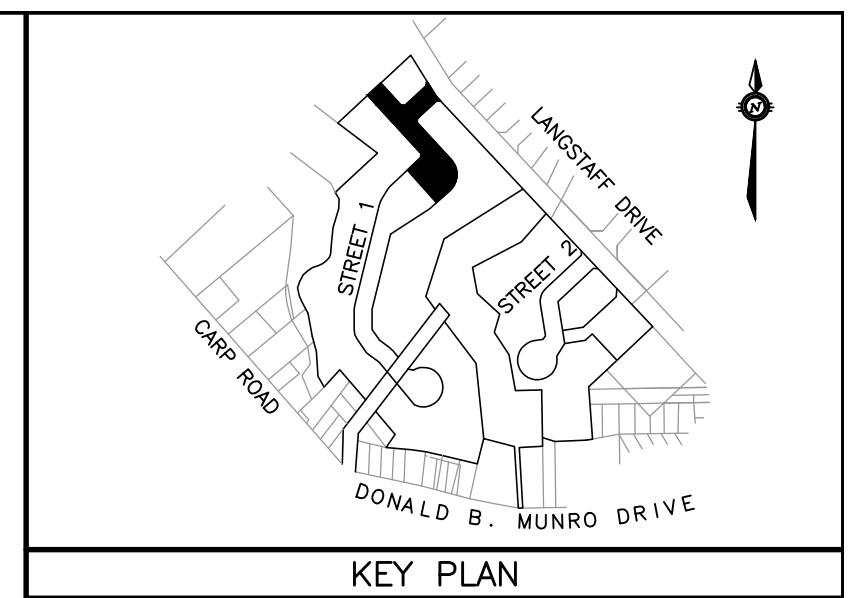 N
LANGSTAFF DRIVE
STREET 1
STREET 2
CARP ROAD
DONALD B. MUNRO DRIVE
KEY PLAN